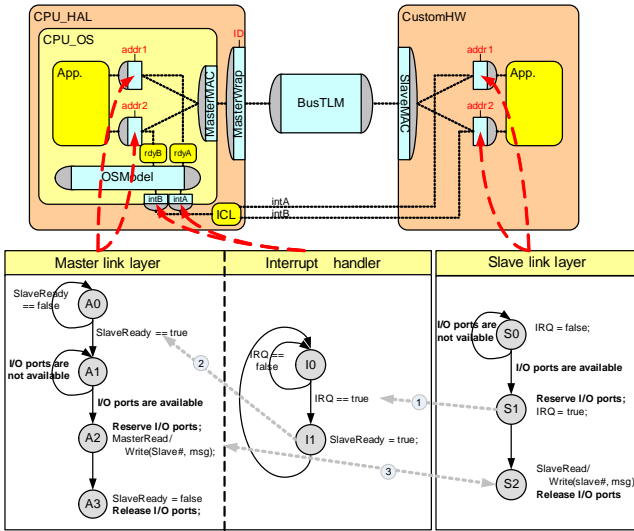 CPU_HAL
CustomHW
CPU_OS
ID
addr1
addr1
App.
App.
MasterMAC
MasterWrap
BusTLM
SlaveMAC
addr2
addr2
rdyB
rdyA
OSModel
intB
intA
ICL
intA
intB
Master link layer
Interrupt handler
Slave link layer
SlaveReady
== false
A0
SlaveReady == true
I/O ports are
not available
A1
I/O ports are available
A2
Reserve I/O ports;
MasterRead/
Write(Slave#, msg);
A3
SlaveReady = false
Release I/O ports;
IRQ ==
false
I0
IRQ == true
I1
SlaveReady = true;
2
1
3
S0
IRQ = false;
I/O ports are
not vailable
I/O ports are available
S1
Reserve I/O ports;
IRQ = true;
S2
SlaveRead/
Write(slave#, msg)
Release I/O ports